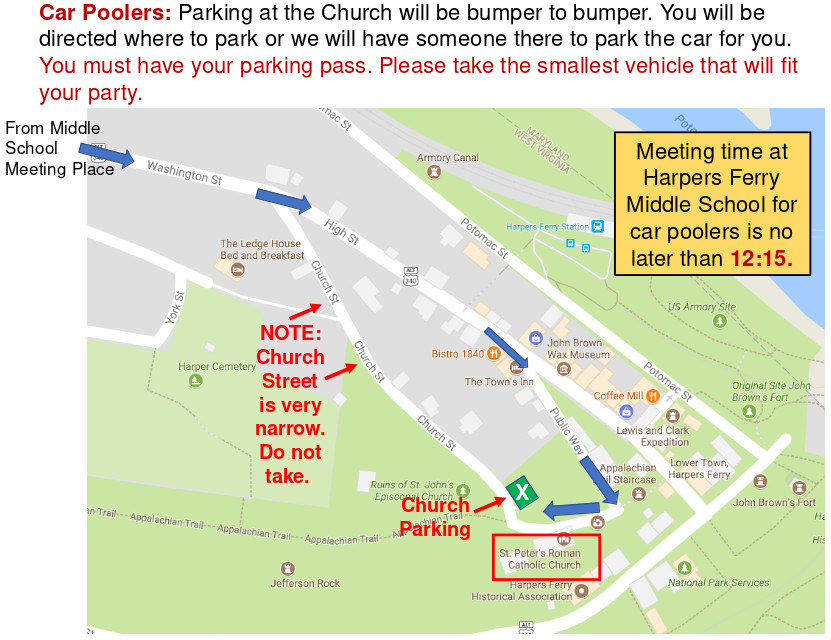 Car Poolers: Parking at the Church will be bumper to bumper. You will be
directed where to park or we will have someone there to park the car for you.
You must have your parking pass. Please take the smallest vehicle that will fit
your party.
From Middle
School
Meeting Place
Meeting time at
Harpers Ferry
Middle School for
car poolers is no
later than 12:15.
mac St
MARYLAND
WEST VIRGINIA
Armory Canal
Washington St
High St
Potomac St
Harpers Ferry Station
The Ledge House
Bed and Breakfast
Church St
ALT
340
York St
NOTE:
Church
Street
is very
narrow.
Do not
take.
US Armory Site
Bistro 1840
John Brown
Wax Museum
The Town's Inn
Church St
Harper Cemetery
Potomac St
Coffee Mill
Original Site John
Brown's Fort
Public Way
Church St
Lewis and Clark
Expedition
Appalachian
il Staircase
Lower Town,
Harpers Ferry
Ruins of St. John's
Episcopal Church
X
John Brown's Fort
Church
Parking
an Trail
Appalachian Trail
Appalachian Trail
Appalachian Trail
Appalachian Trail
St. Peter's Roman
Catholic Church
Jefferson Rock
Harpers Ferry
Historical Association
National Park Services
ALT